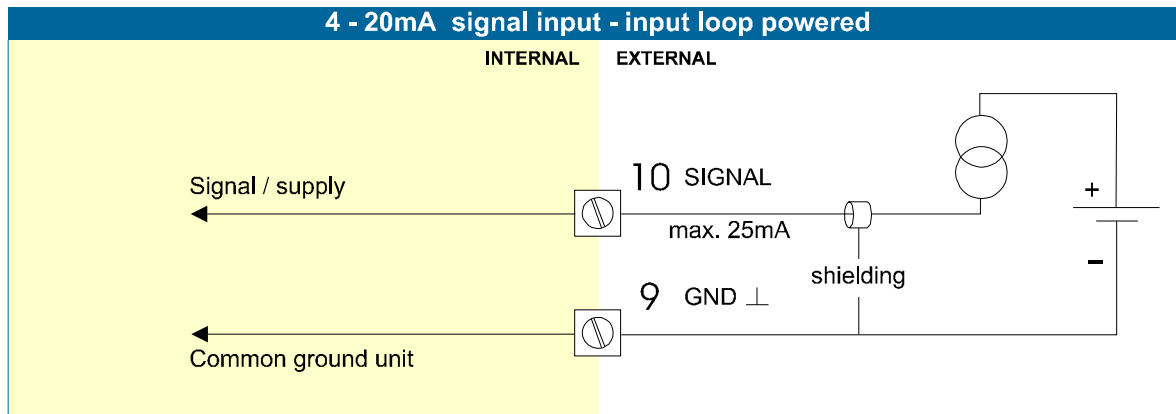 4 - 20mA signal input - input loop powered
INTERNAL EXTERNAL
Signal / supply
10 SIGNAL
max. 25mA
+
-
shielding
9 GND ⊥
Common ground unit